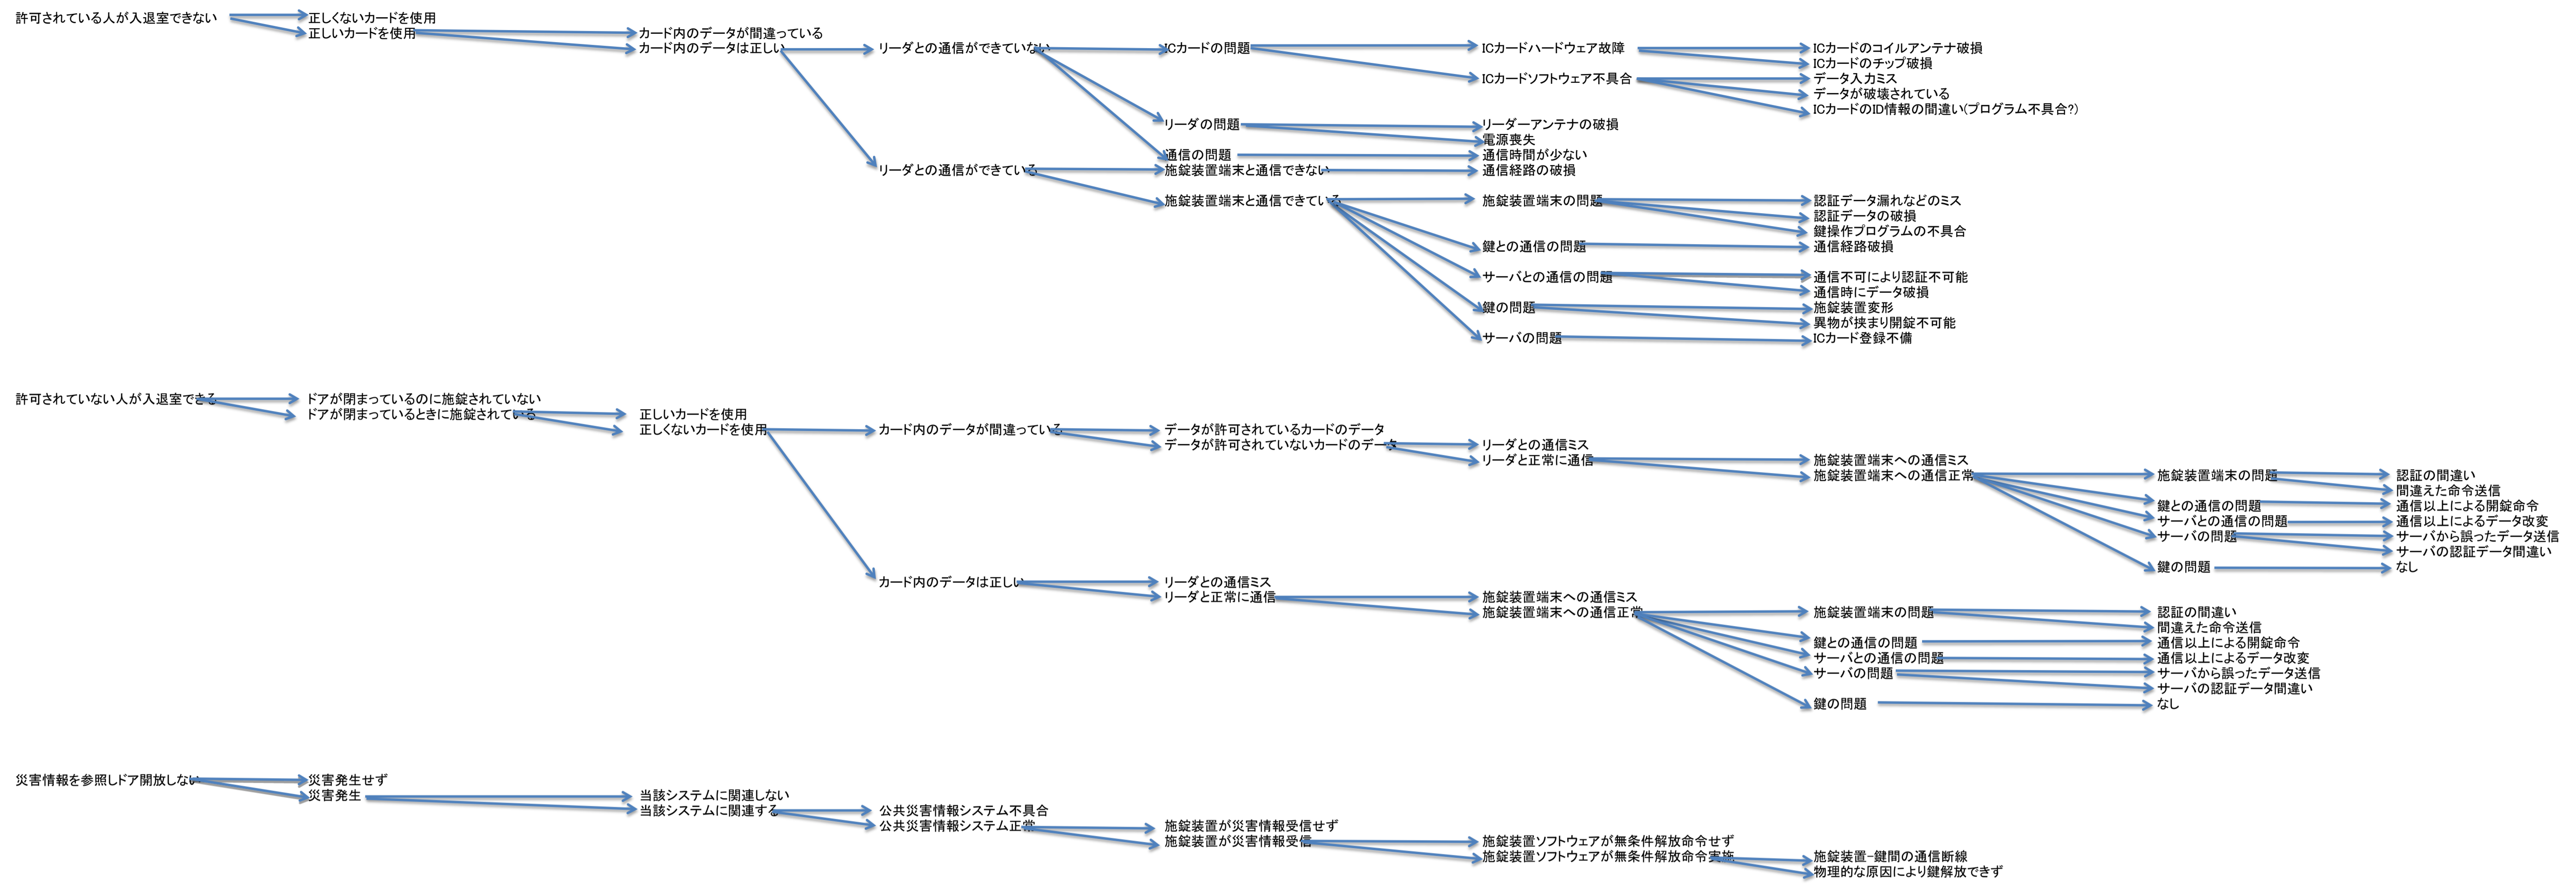 許可されている人が入退室できない
正しくないカードを使用
正しいカードを使用
カード内のデータが間違っている
カード内のデータは正しい
リーダとの通信ができていない
ICカードの問題
ICカードハードウェア故障
ICカードのコイルアンテナ破損
ICカードのチップ破損
ICカードソフトウェア不具合
データ入力ミス
データが破壊されている
ICカードのID情報の間違い(プログラム不具合?)
リーダの問題
リーダーアンテナの破損
電源喪失
通信の問題
通信時間が少ない
リーダとの通信ができている
施錠装置端末と通信できない
通信経路の破損
施錠装置端末と通信できている
施錠装置端末の問題
認証データ漏れなどのミス
認証データの破損
鍵操作プログラムの不具合
鍵との通信の問題
通信経路破損
サーバとの通信の問題
通信不可により認証不可能
通信時にデータ破損
鍵の問題
施錠装置変形
異物が挟まり開錠不可能
サーバの問題
ICカード登録不備
許可されていない人が入退室できる
ドアが閉まっているのに施錠されていない
ドアが閉まっているときに施錠されている
正しいカードを使用
正しくないカードを使用
カード内のデータが間違っている
データが許可されているカードのデータ
データが許可されていないカードのデータ
リーダとの通信ミス
リーダと正常に通信
施錠装置端末への通信ミス
施錠装置端末への通信正常
施錠装置端末の問題
認証の間違い
間違えた命令送信
鍵との通信の問題
通信以上による開錠命令
サーバとの通信の問題
通信以上によるデータ改変
サーバの問題
サーバから誤ったデータ送信
サーバの認証データ間違い
鍵の問題
なし
カード内のデータは正しい
リーダとの通信ミス
リーダと正常に通信
施錠装置端末への通信ミス
施錠装置端末への通信正常
施錠装置端末の問題
認証の間違い
間違えた命令送信
鍵との通信の問題
通信以上による開錠命令
サーバとの通信の問題
通信以上によるデータ改変
サーバの問題
サーバから誤ったデータ送信
サーバの認証データ間違い
鍵の問題
なし
災害情報を参照しドア開放しない
災害発生せず
災害発生
当該システムに関連しない
当該システムに関連する
公共災害情報システム不具合
公共災害情報システム正常
施錠装置が災害情報受信せず
施錠装置が災害情報受信
施錠装置ソフトウェアが無条件解放命令せず
施錠装置ソフトウェアが無条件解放命令実施
施錠装置-鍵間の通信断線
物理的な原因により鍵解放できず